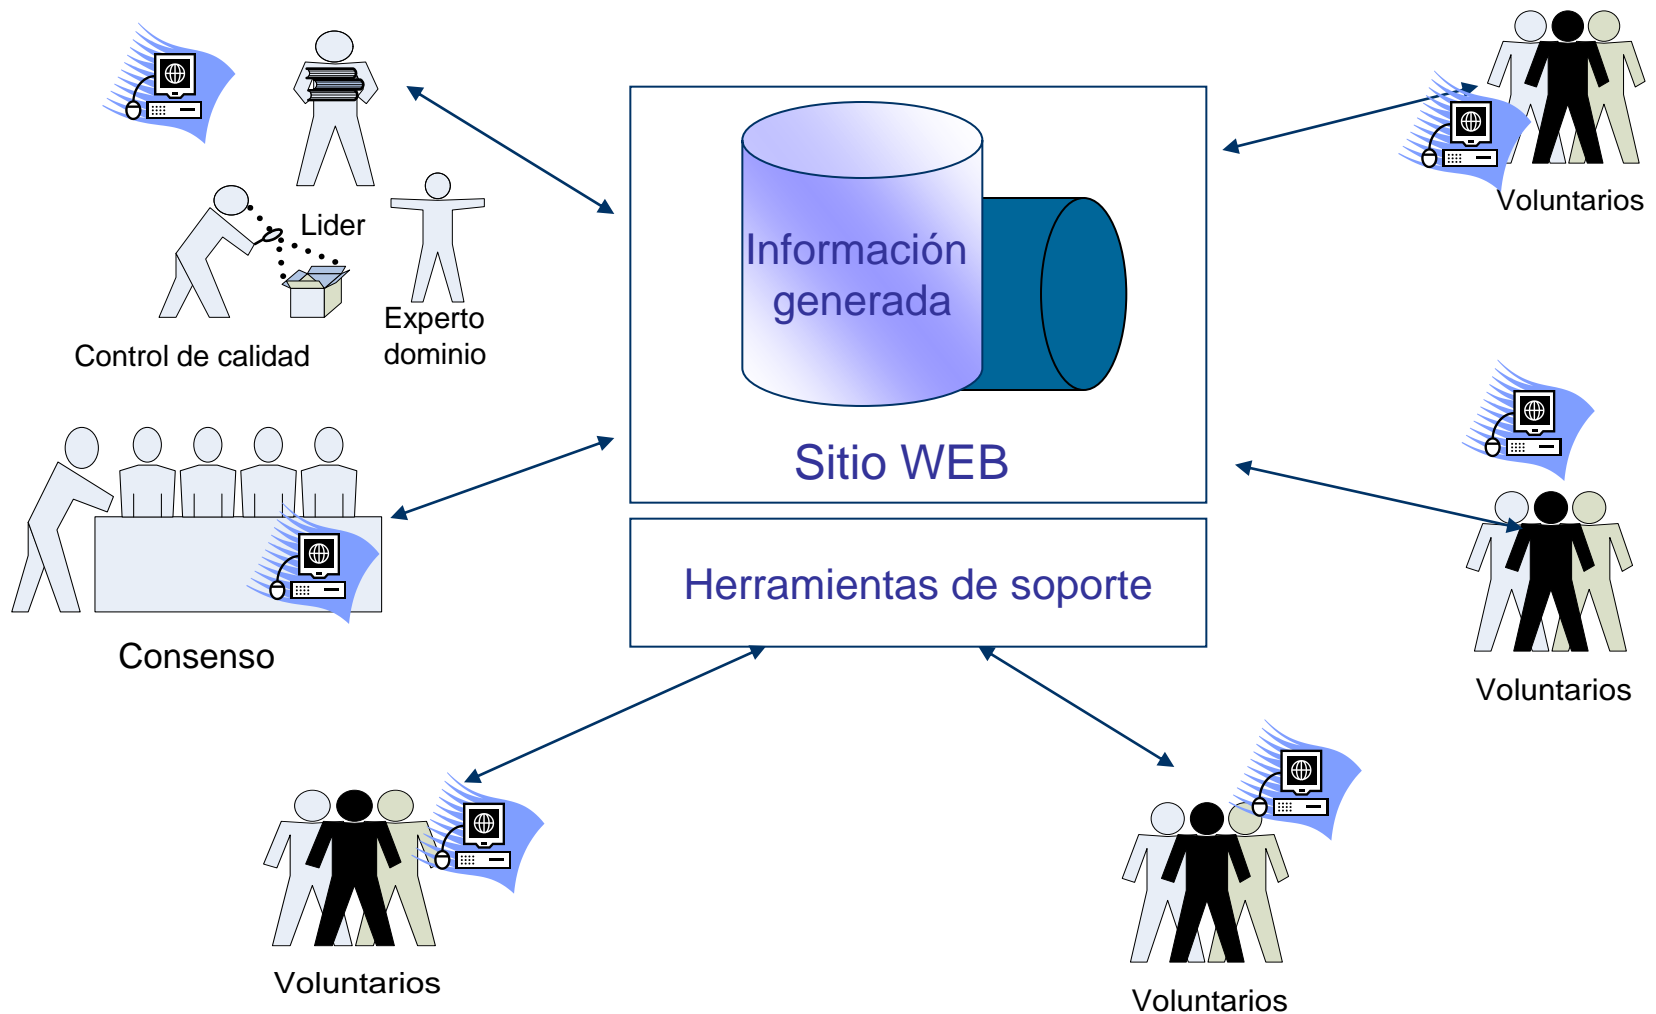 Voluntarios
Lider
Información
generada
Experto
dominio
Control de calidad
Sitio WEB
Herramientas de soporte
Consenso
Voluntarios
Voluntarios
Voluntarios